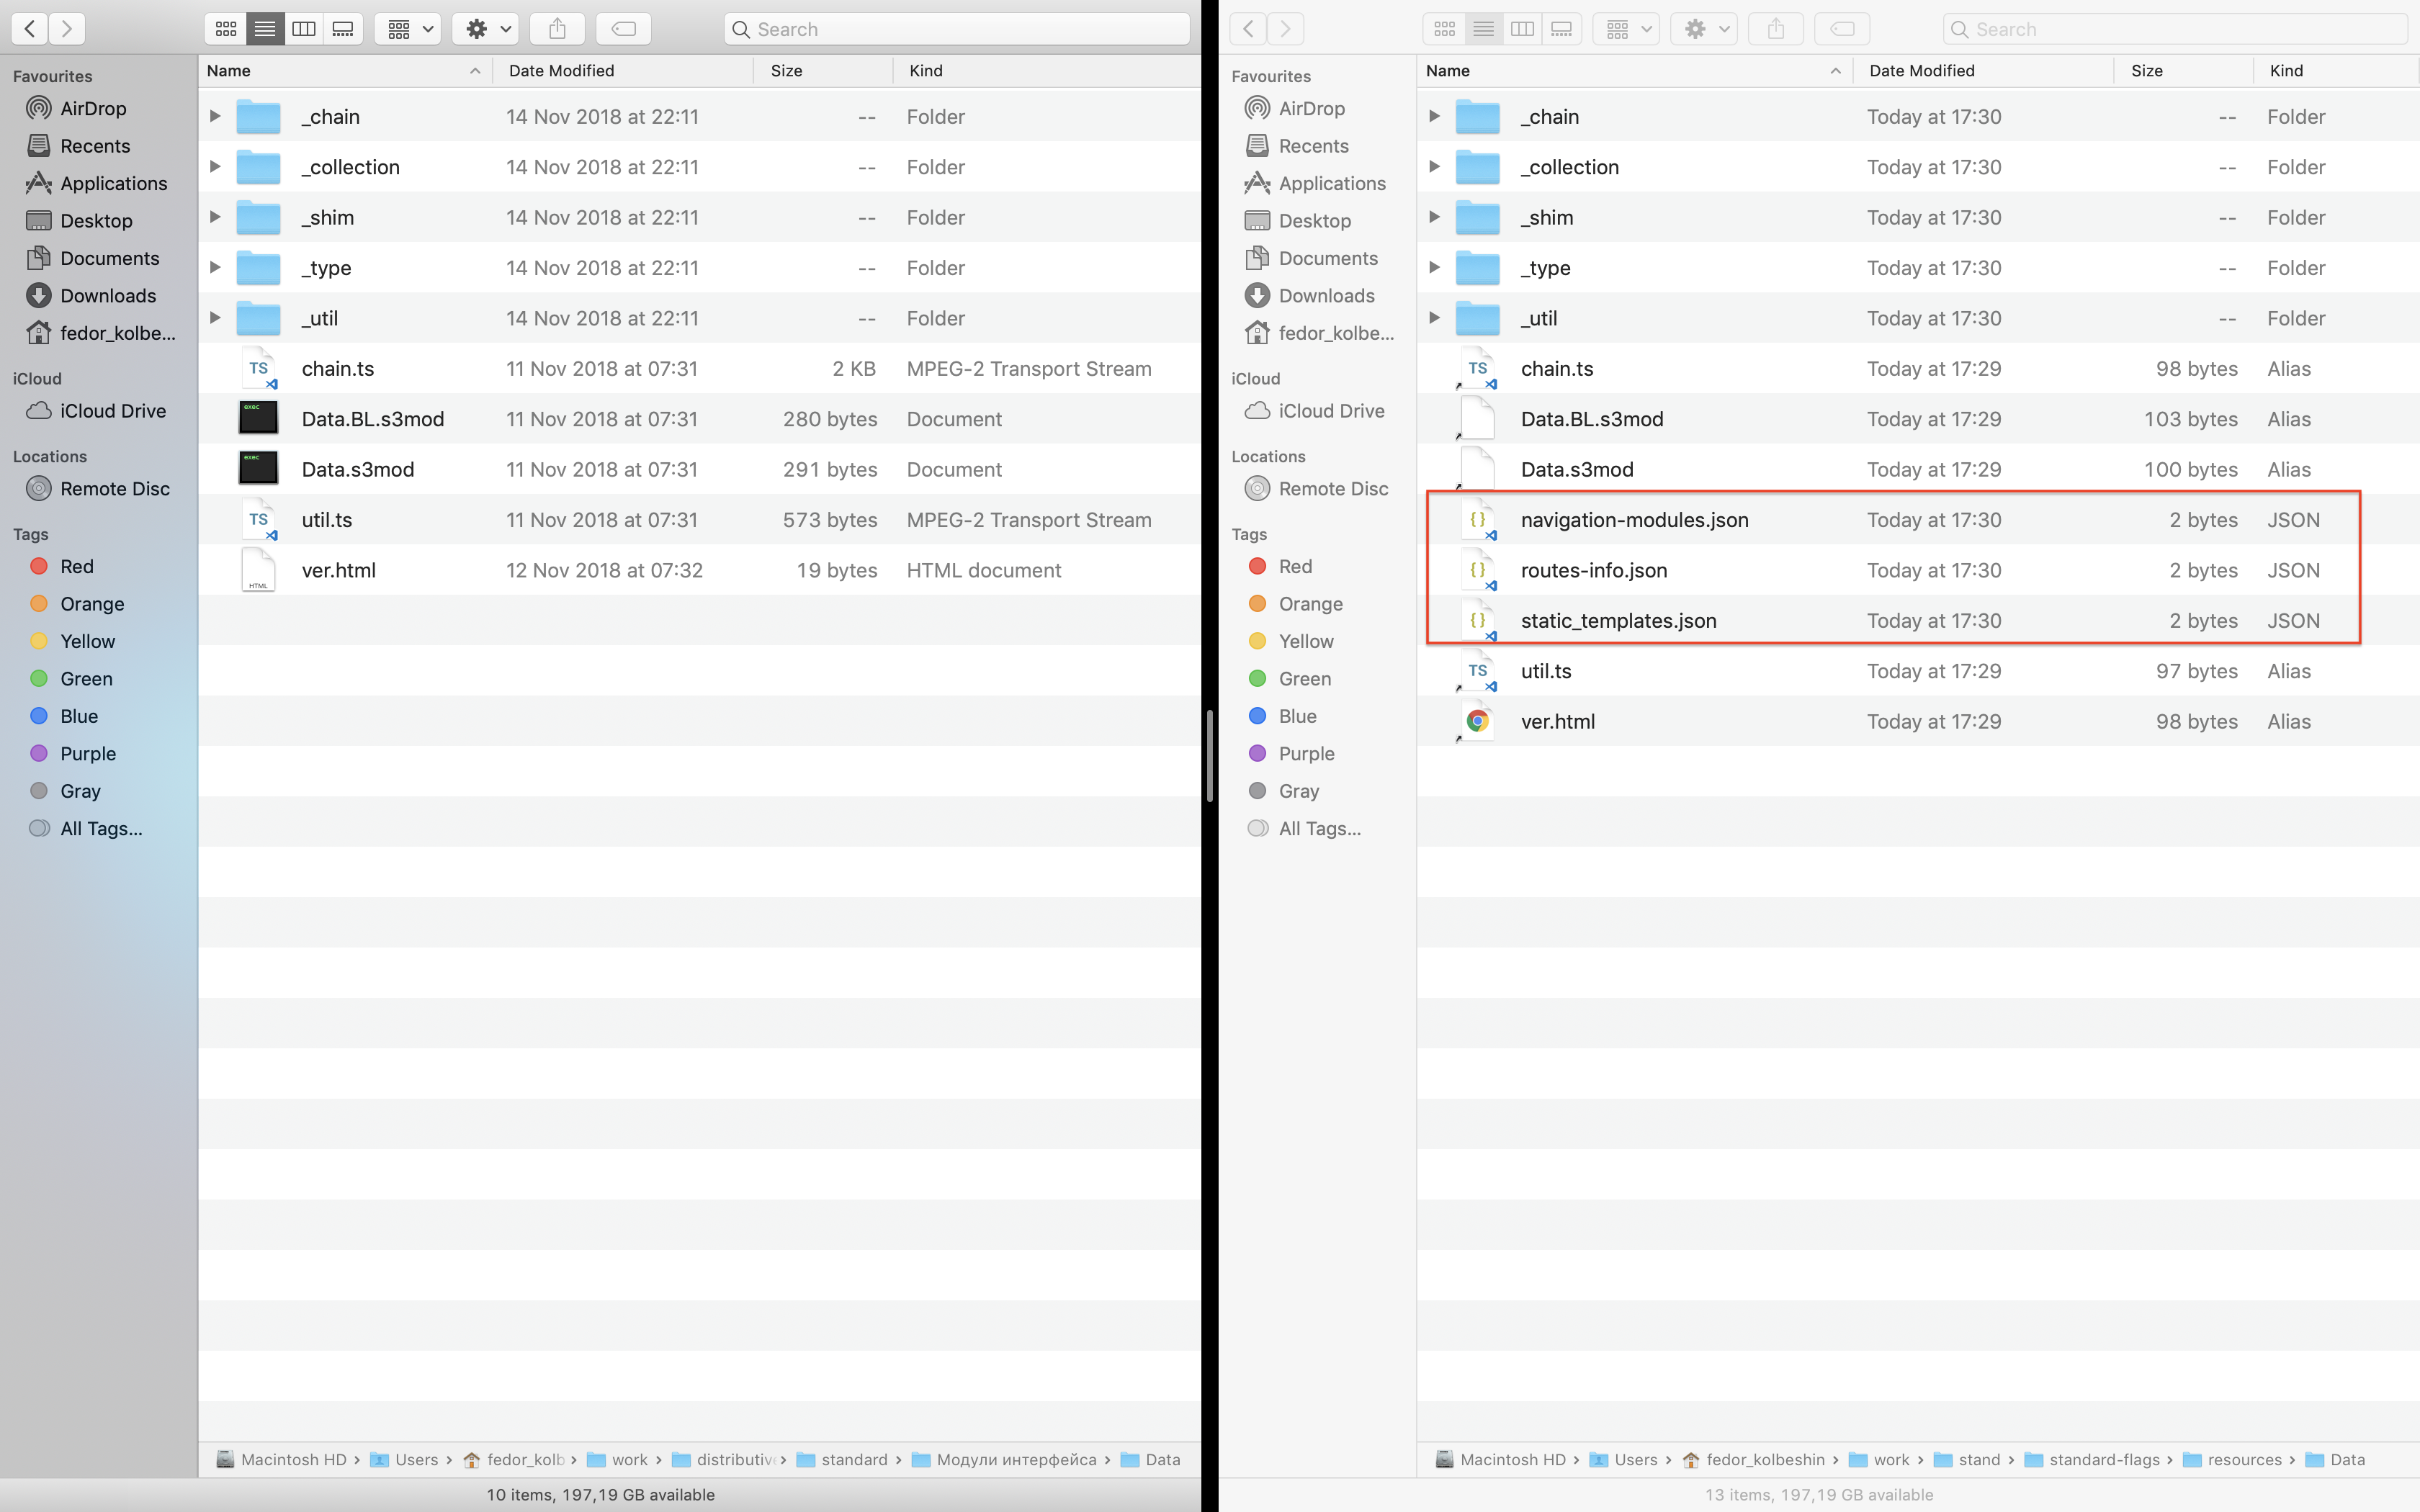 Search
Favourites
AirDrop
Recents
Applications
Desktop
Documents
Downloads
fedor_kolbe...
iCloud
iCloud Drive
Locations
Remote Disc
Tags
Red
Orange
Yellow
Green
Blue
Purple
Gray
All Tags...
Name Date Modified Size Kind
_chain 14 Nov 2018 at 22:11 -- Folder
_collection 14 Nov 2018 at 22:11 -- Folder
_shim 14 Nov 2018 at 22:11 -- Folder
_type 14 Nov 2018 at 22:11 -- Folder
_util 14 Nov 2018 at 22:11 -- Folder
TS chain.ts 11 Nov 2018 at 07:31 2 KB MPEG-2 Transport Stream
exec Data.BL.s3mod 11 Nov 2018 at 07:31 280 bytes Document
exec Data.s3mod 11 Nov 2018 at 07:31 291 bytes Document
TS util.ts 11 Nov 2018 at 07:31 573 bytes MPEG-2 Transport Stream
HTML ver.html 12 Nov 2018 at 07:32 19 bytes HTML document
Macintosh HD › Users › fedor_kolb › work › distributive › standard › Модули интерфейса › Data
10 items, 197,19 GB available
Search
Favourites
AirDrop
Recents
Applications
Desktop
Documents
Downloads
fedor_kolbe...
iCloud
iCloud Drive
Locations
Remote Disc
Tags
Red
Orange
Yellow
Green
Blue
Purple
Gray
All Tags...
Name Date Modified Size Kind
_chain Today at 17:30 -- Folder
_collection Today at 17:30 -- Folder
_shim Today at 17:30 -- Folder
_type Today at 17:30 -- Folder
_util Today at 17:30 -- Folder
TS chain.ts Today at 17:29 98 bytes Alias
Data.BL.s3mod Today at 17:29 103 bytes Alias
Data.s3mod Today at 17:29 100 bytes Alias
{} navigation-modules.json Today at 17:30 2 bytes JSON
{} routes-info.json Today at 17:30 2 bytes JSON
{} static_templates.json Today at 17:30 2 bytes JSON
TS util.ts Today at 17:29 97 bytes Alias
ver.html Today at 17:29 98 bytes Alias
Macintosh HD › Users › fedor_kolbeshin › work › stand › standard-flags › resources › Data
13 items, 197,19 GB available